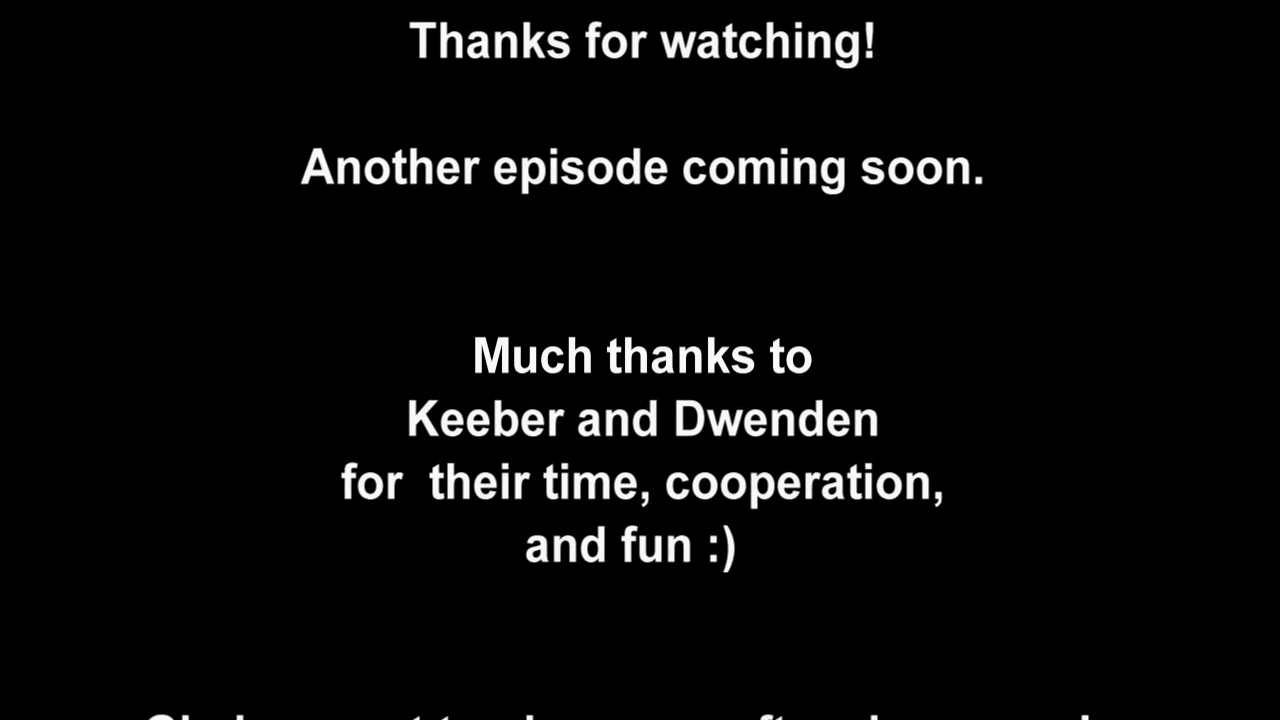 Thanks for watching!
Another episode coming soon.
Much thanks to
Keeber and Dwenden
for  their time, cooperation,
and fun :)